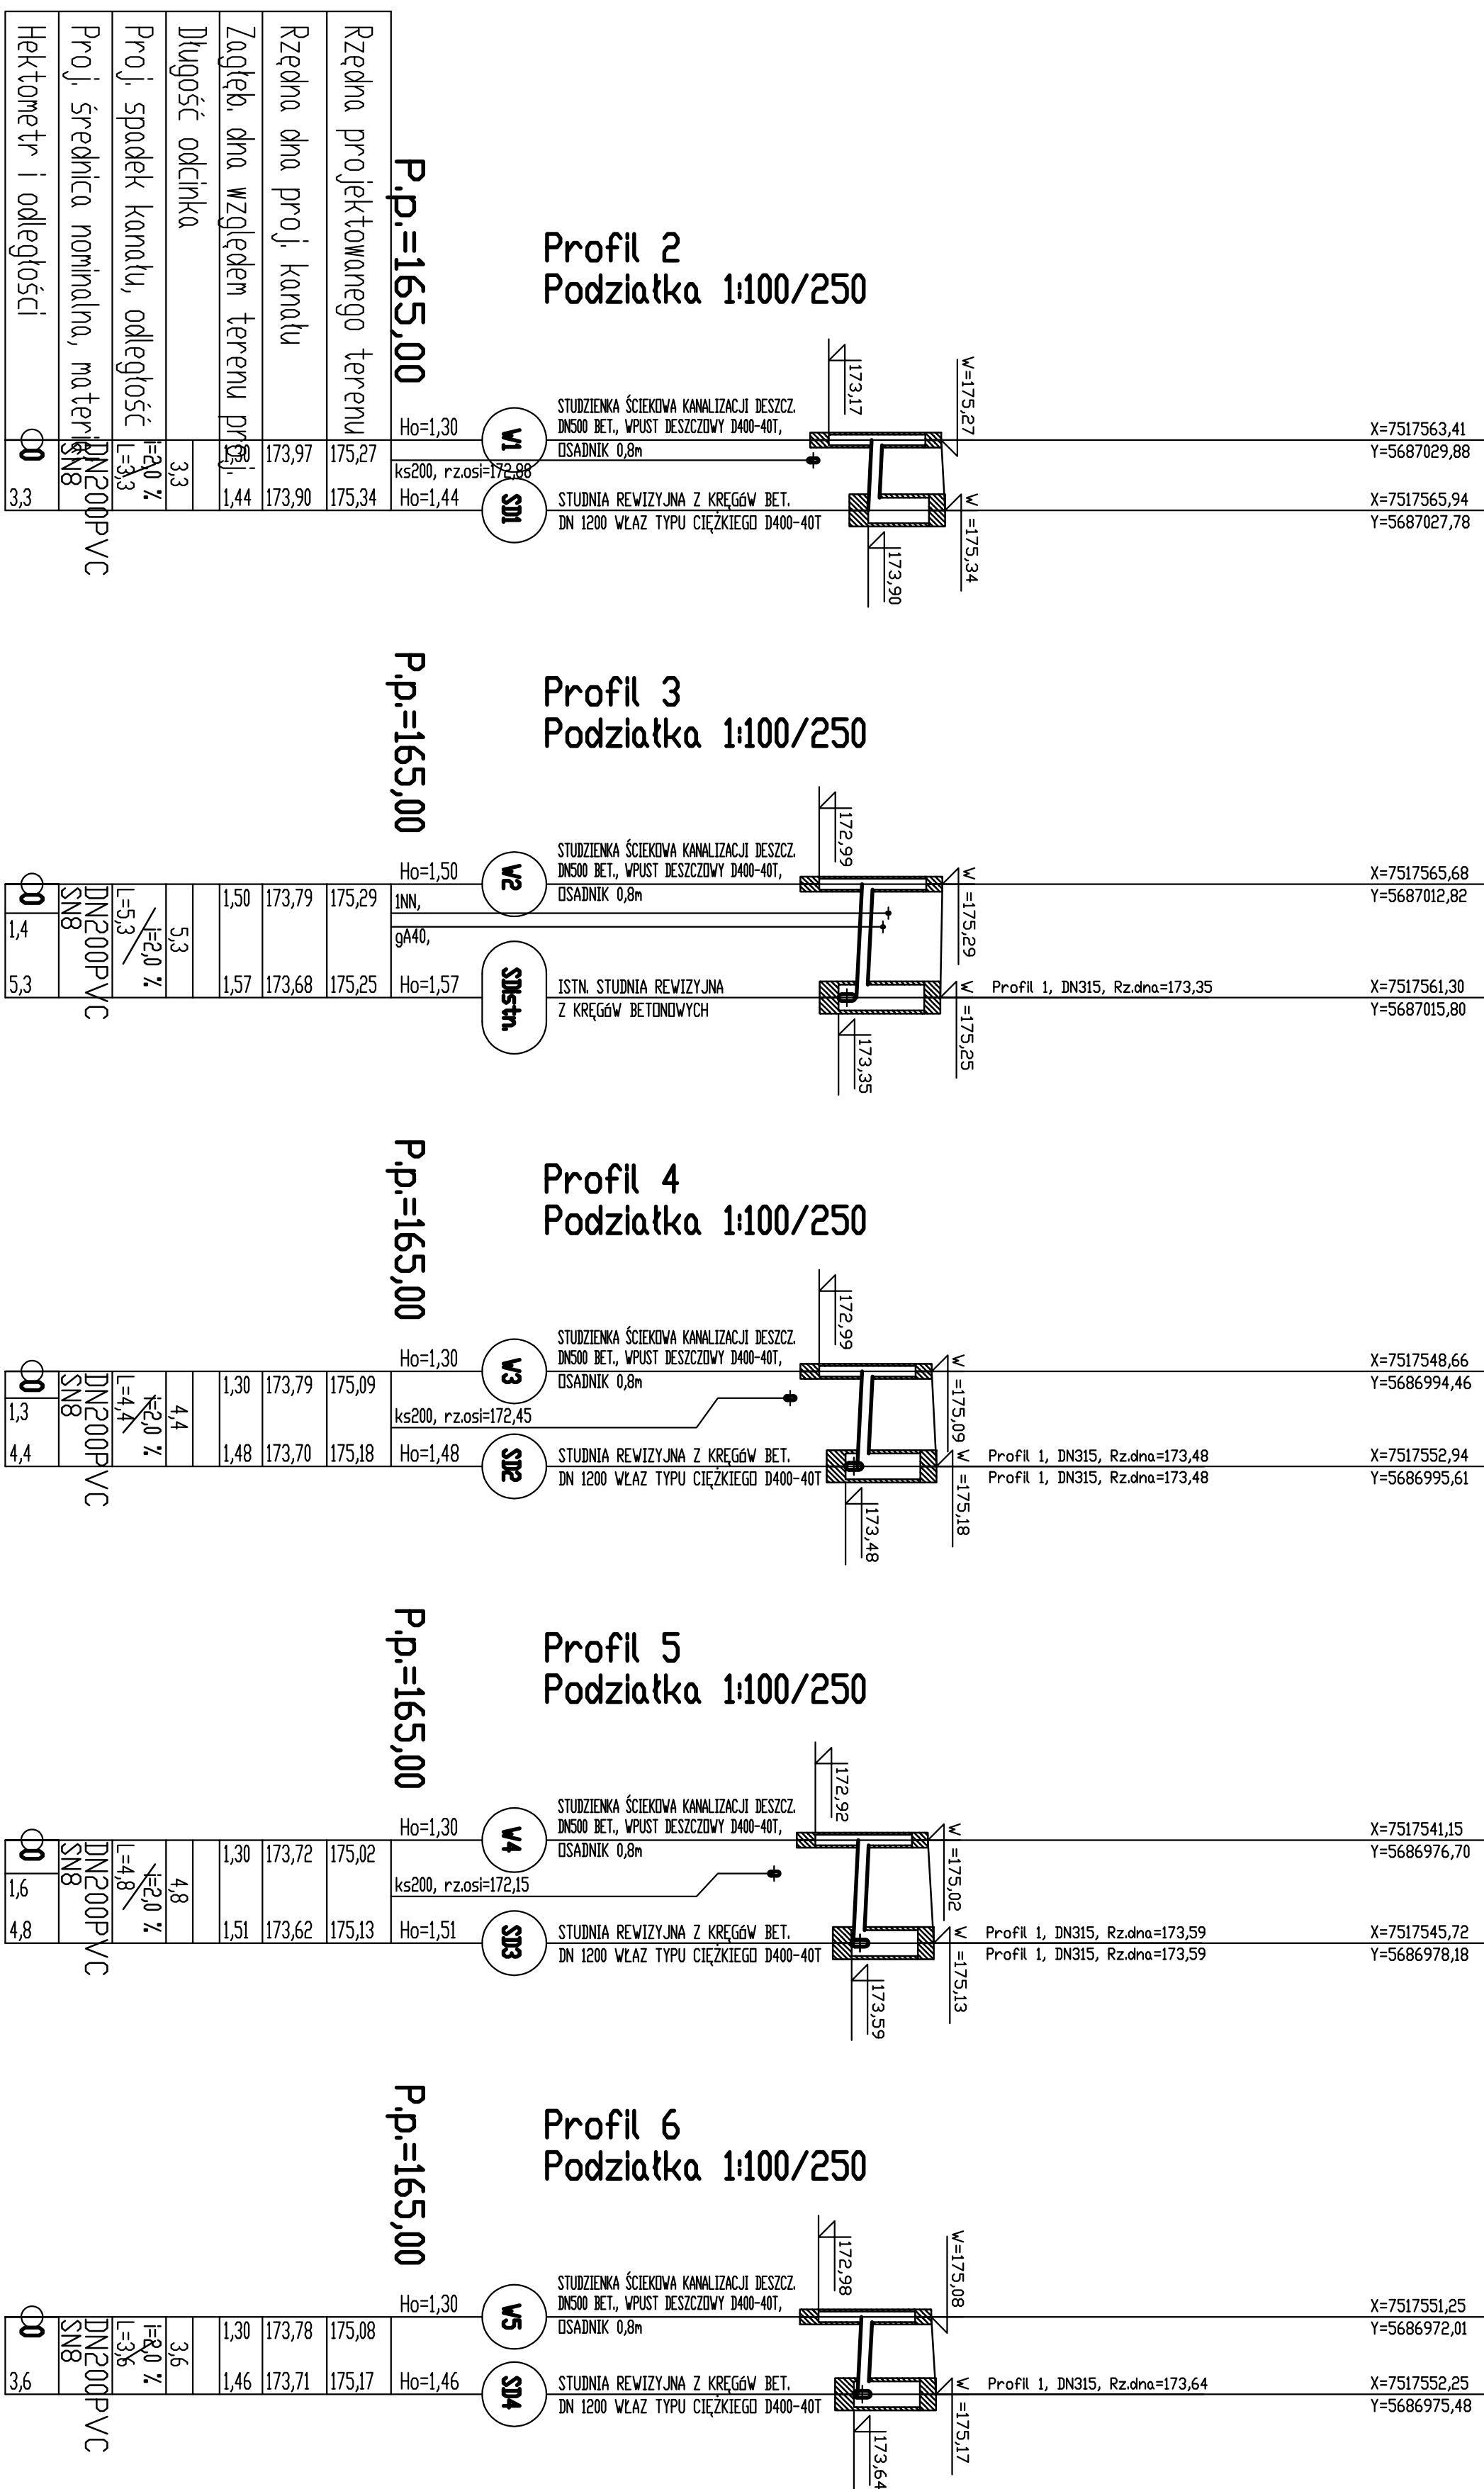 Rzędna projektowanego terenu
Rzędna dna proj. kanału
Zagłęb. dna względem terenu proj.
Długość odcinka
Proj. spadek kanału, odległość
Proj. średnica nominalna, materiał
Hektometr i odległości
P.p.=165,00
Profil 2
Podziałka 1:100/250
173,17
W=175,27
Ho=1,30
W1
STUDZIENKA ŚCIEKOWA KANALIZACJI DESZCZ.
DN500 BET., WPUST DESZCZOWY D400-40T,
OSADNIK 0,8m
X=7517563,41
Y=5687029,88
1,30 173,97 175,27
ks200, rz.osi=172,88
3,3
i=2,0 %
L=3,3
DN200PVC
SN8
3,3
1,44 173,90 175,34
Ho=1,44
SD1
STUDNIA REWIZYJNA Z KRĘGÓW BET.
DN 1200 WŁAZ TYPU CIĘŻKIEGO D400-40T
W =175,34
173,90
X=7517565,94
Y=5687027,78
P.p.=165,00
Profil 3
Podziałka 1:100/250
172,99
W =175,29
Ho=1,50
W2
STUDZIENKA ŚCIEKOWA KANALIZACJI DESZCZ.
DN500 BET., WPUST DESZCZOWY D400-40T,
OSADNIK 0,8m
X=7517565,68
Y=5687012,82
1,50 173,79 175,29
1NN,
gA40,
5,3
i=2,0 %
L=5,3
DN200PVC
SN8
1,4
5,3
1,57 173,68 175,25
Ho=1,57
SDistn.
ISTN. STUDNIA REWIZYJNA
Z KRĘGÓW BETONOWYCH
W =175,25
173,35
Profil 1, DN315, Rz.dna=173,35
X=7517561,30
Y=5687015,80
P.p.=165,00
Profil 4
Podziałka 1:100/250
172,99
W =175,09
Ho=1,30
W3
STUDZIENKA ŚCIEKOWA KANALIZACJI DESZCZ.
DN500 BET., WPUST DESZCZOWY D400-40T,
OSADNIK 0,8m
X=7517548,66
Y=5686994,46
1,30 173,79 175,09
ks200, rz.osi=172,45
4,4
i=2,0 %
L=4,4
DN200PVC
SN8
1,3
4,4
1,48 173,70 175,18
Ho=1,48
SD2
STUDNIA REWIZYJNA Z KRĘGÓW BET.
DN 1200 WŁAZ TYPU CIĘŻKIEGO D400-40T
W =175,18
173,48
Profil 1, DN315, Rz.dna=173,48
Profil 1, DN315, Rz.dna=173,48
X=7517552,94
Y=5686995,61
P.p.=165,00
Profil 5
Podziałka 1:100/250
172,92
W =175,02
Ho=1,30
W4
STUDZIENKA ŚCIEKOWA KANALIZACJI DESZCZ.
DN500 BET., WPUST DESZCZOWY D400-40T,
OSADNIK 0,8m
X=7517541,15
Y=5686976,70
1,30 173,72 175,02
ks200, rz.osi=172,15
4,8
i=2,0 %
L=4,8
DN200PVC
SN8
1,6
4,8
1,51 173,62 175,13
Ho=1,51
SD3
STUDNIA REWIZYJNA Z KRĘGÓW BET.
DN 1200 WŁAZ TYPU CIĘŻKIEGO D400-40T
W =175,13
173,59
Profil 1, DN315, Rz.dna=173,59
Profil 1, DN315, Rz.dna=173,59
X=7517545,72
Y=5686978,18
P.p.=165,00
Profil 6
Podziałka 1:100/250
172,98
W=175,08
Ho=1,30
W5
STUDZIENKA ŚCIEKOWA KANALIZACJI DESZCZ.
DN500 BET., WPUST DESZCZOWY D400-40T,
OSADNIK 0,8m
X=7517551,25
Y=5686972,01
1,30 173,78 175,08
3,6
i=2,0 %
L=3,6
DN200PVC
SN8
3,6
1,46 173,71 175,17
Ho=1,46
SD4
STUDNIA REWIZYJNA Z KRĘGÓW BET.
DN 1200 WŁAZ TYPU CIĘŻKIEGO D400-40T
W =175,17
173,64
Profil 1, DN315, Rz.dna=173,64
X=7517552,25
Y=5686975,48